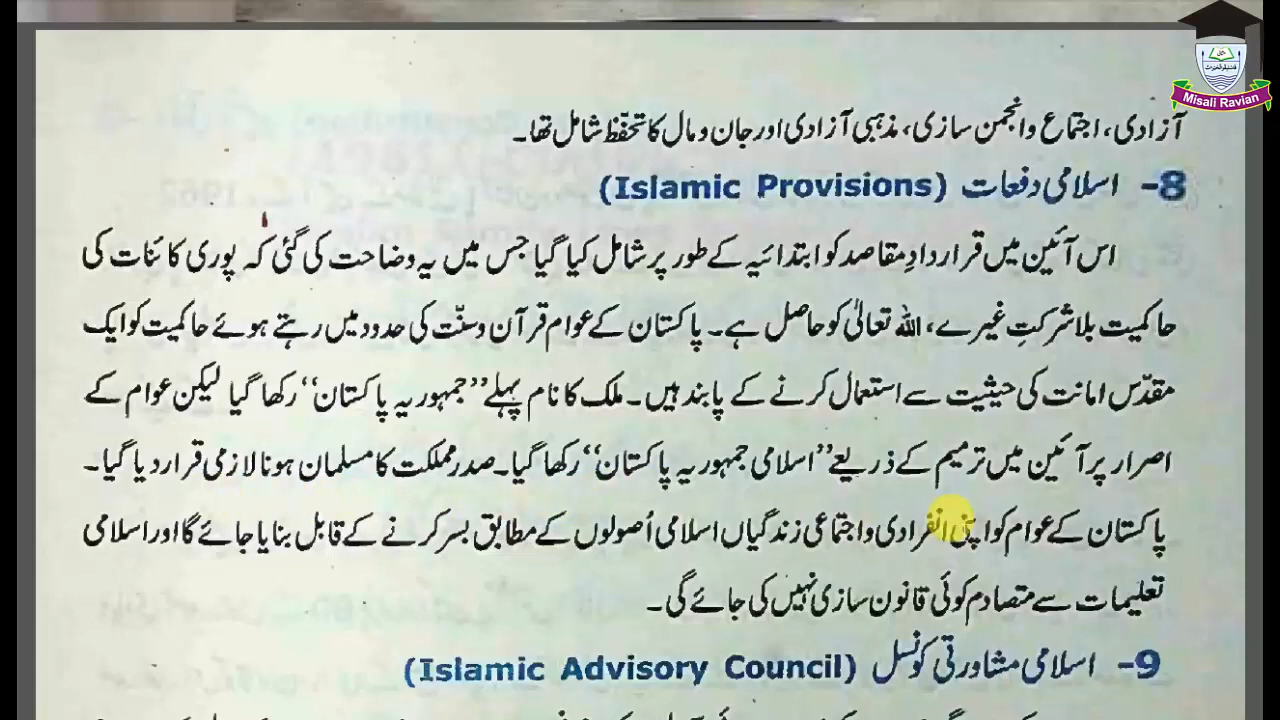 Misali Ravian
آزادی، اجتماع وانجمن سازی، مذہبی آزادی اور جان و مال کا تحفّظ شامل تھا۔
8- اسلامی دفعات (Islamic Provisions)
اس آئین میں قراردادِ مقاصد کو ابتدائیہ کے طور پر شامل کیا گیا جس میں یہ وضاحت کی گئی کہ پوری کائنات کی
حاکمیت بلاشرکتِ غیرے، اللہ تعالیٰ کو حاصل ہے۔ پاکستان کے عوام قرآن وسنّت کی حدود میں رہتے ہوئے حاکمیت کو ایک
مقدّس امانت کی حیثیت سے استعمال کرنے کے پابند ہیں۔ ملک کا نام پہلے ’’جمہوریہ پاکستان‘‘ رکھا گیا لیکن عوام کے
اصرار پر آئین میں ترمیم کے ذریعے ’’اسلامی جمہوریہ پاکستان‘‘ رکھا گیا۔ صدر مملکت کا مسلمان ہونا لازمی قرار دیا گیا۔
پاکستان کے عوام کو اپنی انفرادی و اجتماعی زندگیاں اسلامی اُصولوں کے مطابق بسر کرنے کے قابل بنایا جائے گا اور اسلامی
تعلیمات سے متصادم کوئی قانون سازی نہیں کی جائے گی۔
9- اسلامی مشاورتی کونسل (Islamic Advisory Council)